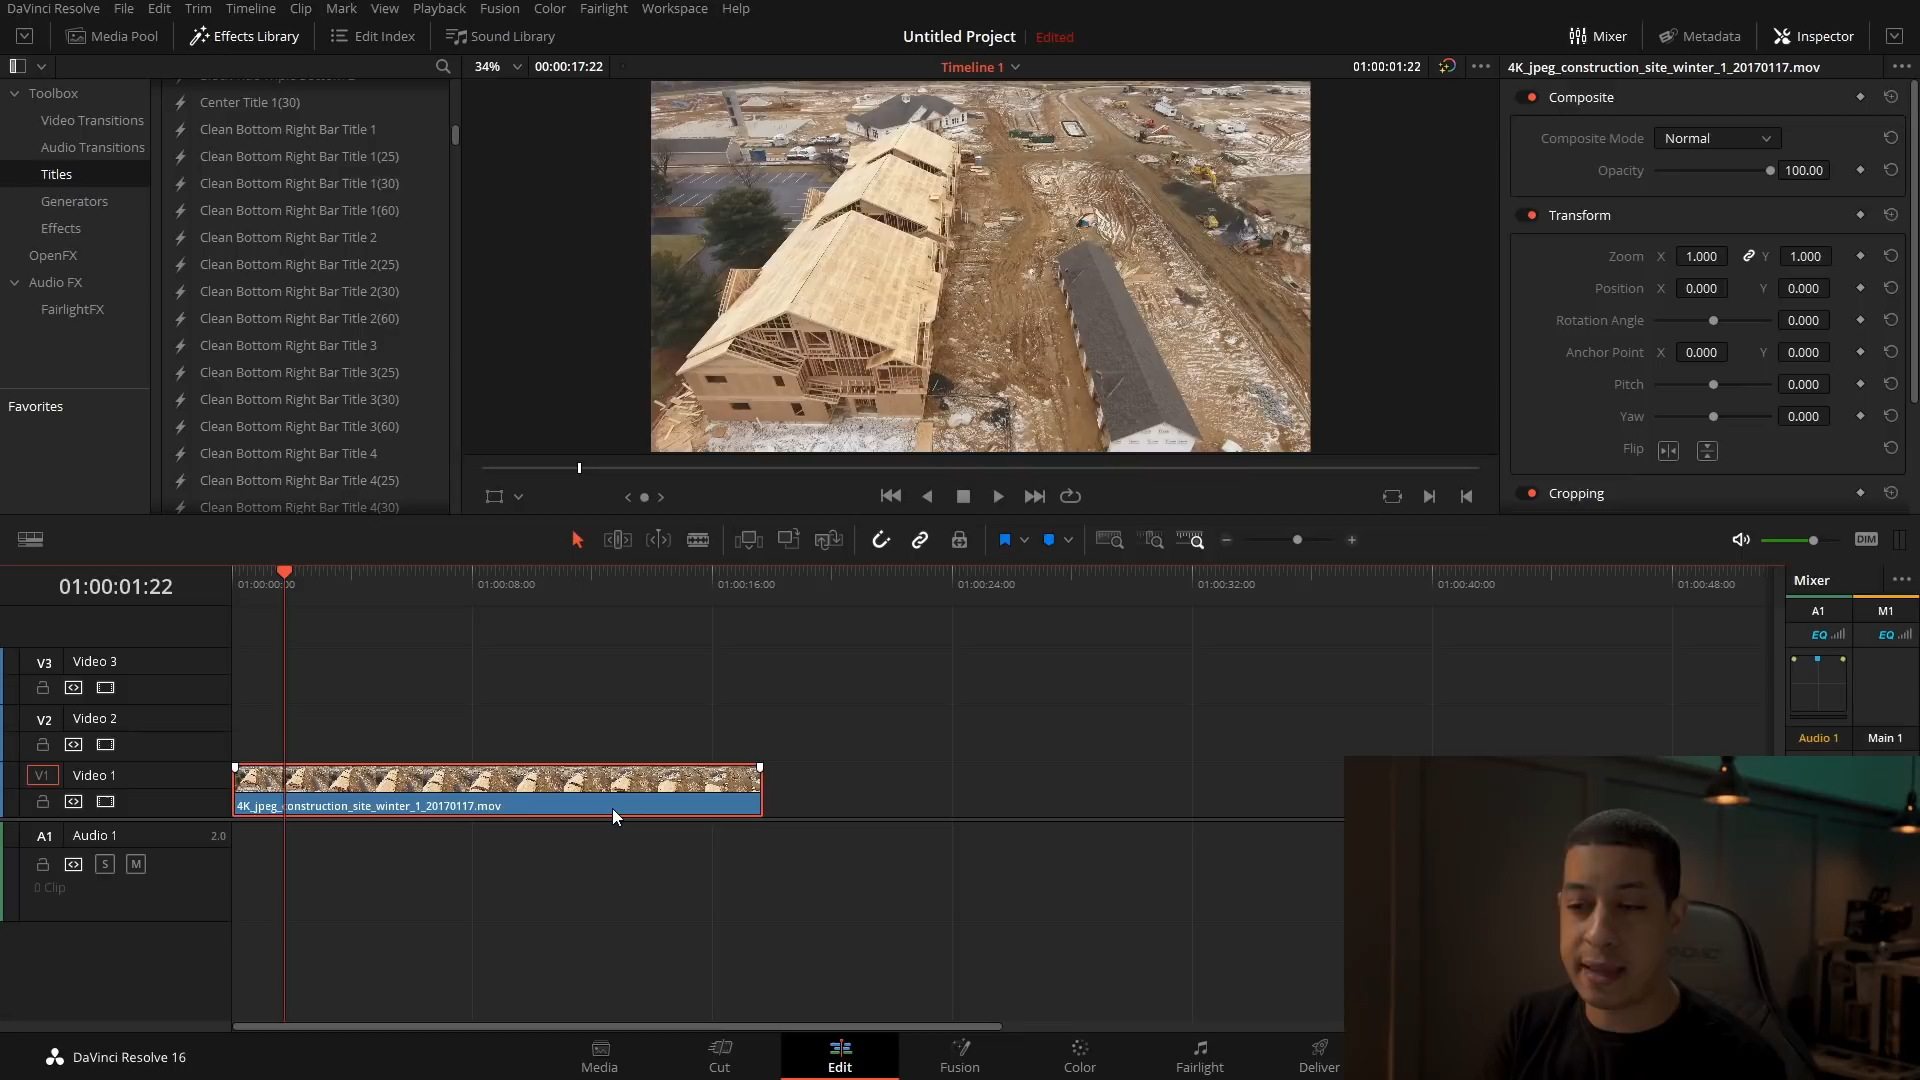 DaVinci Resolve File Edit Trim Timeline Clip Mark View Playback Fusion Color Fairlight Workspace Help
Media Pool Effects Library Edit Index Sound Library Untitled Project Edited Mixer Metadata Inspector
34% 00:00:17:22 Timeline 1 01:00:01:22 4K_jpeg_construction_site_winter_1_20170117.mov
Toolbox
Video Transitions
Audio Transitions
Titles
Generators
Effects
OpenFX
Audio FX
FairlightFX
Favorites
Center Title 1(30)
Clean Bottom Right Bar Title 1
Clean Bottom Right Bar Title 1(25)
Clean Bottom Right Bar Title 1(30)
Clean Bottom Right Bar Title 1(60)
Clean Bottom Right Bar Title 2
Clean Bottom Right Bar Title 2(25)
Clean Bottom Right Bar Title 2(30)
Clean Bottom Right Bar Title 2(60)
Clean Bottom Right Bar Title 3
Clean Bottom Right Bar Title 3(25)
Clean Bottom Right Bar Title 3(30)
Clean Bottom Right Bar Title 3(60)
Clean Bottom Right Bar Title 4
Clean Bottom Right Bar Title 4(25)
Clean Bottom Right Bar Title 4(30)
Composite
Composite Mode Normal
Opacity 100.00
Transform
Zoom X 1.000 Y 1.000
Position X 0.000 Y 0.000
Rotation Angle 0.000
Anchor Point X 0.000 Y 0.000
Pitch 0.000
Yaw 0.000
Flip
Cropping
DIM
01:00:01:22 01:00:00:00 01:00:08:00 01:00:16:00 01:00:24:00 01:00:32:00 01:00:40:00 01:00:48:00
V3 Video 3
V2 Video 2
V1 Video 1
4K_jpeg_construction_site_winter_1_20170117.mov
A1 Audio 1 2.0
S M
0 Clip
Mixer
A1 M1
EQ EQ
Audio 1 Main 1
DaVinci Resolve 16
Media Cut Edit Fusion Color Fairlight Deliver